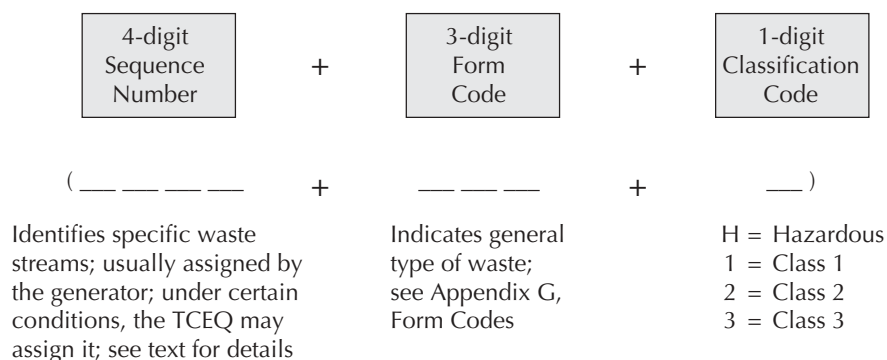 4-digit
Sequence
Number
+
3-digit
Form
Code
+
1-digit
Classification
Code
( ___ ___ ___ ___
+
___ ___ ___
+
___ )
Identifies specific waste
streams; usually assigned by
the generator; under certain
conditions, the TCEQ may
assign it; see text for details
Indicates general
type of waste;
see Appendix G,
Form Codes
H = Hazardous
1 = Class 1
2 = Class 2
3 = Class 3